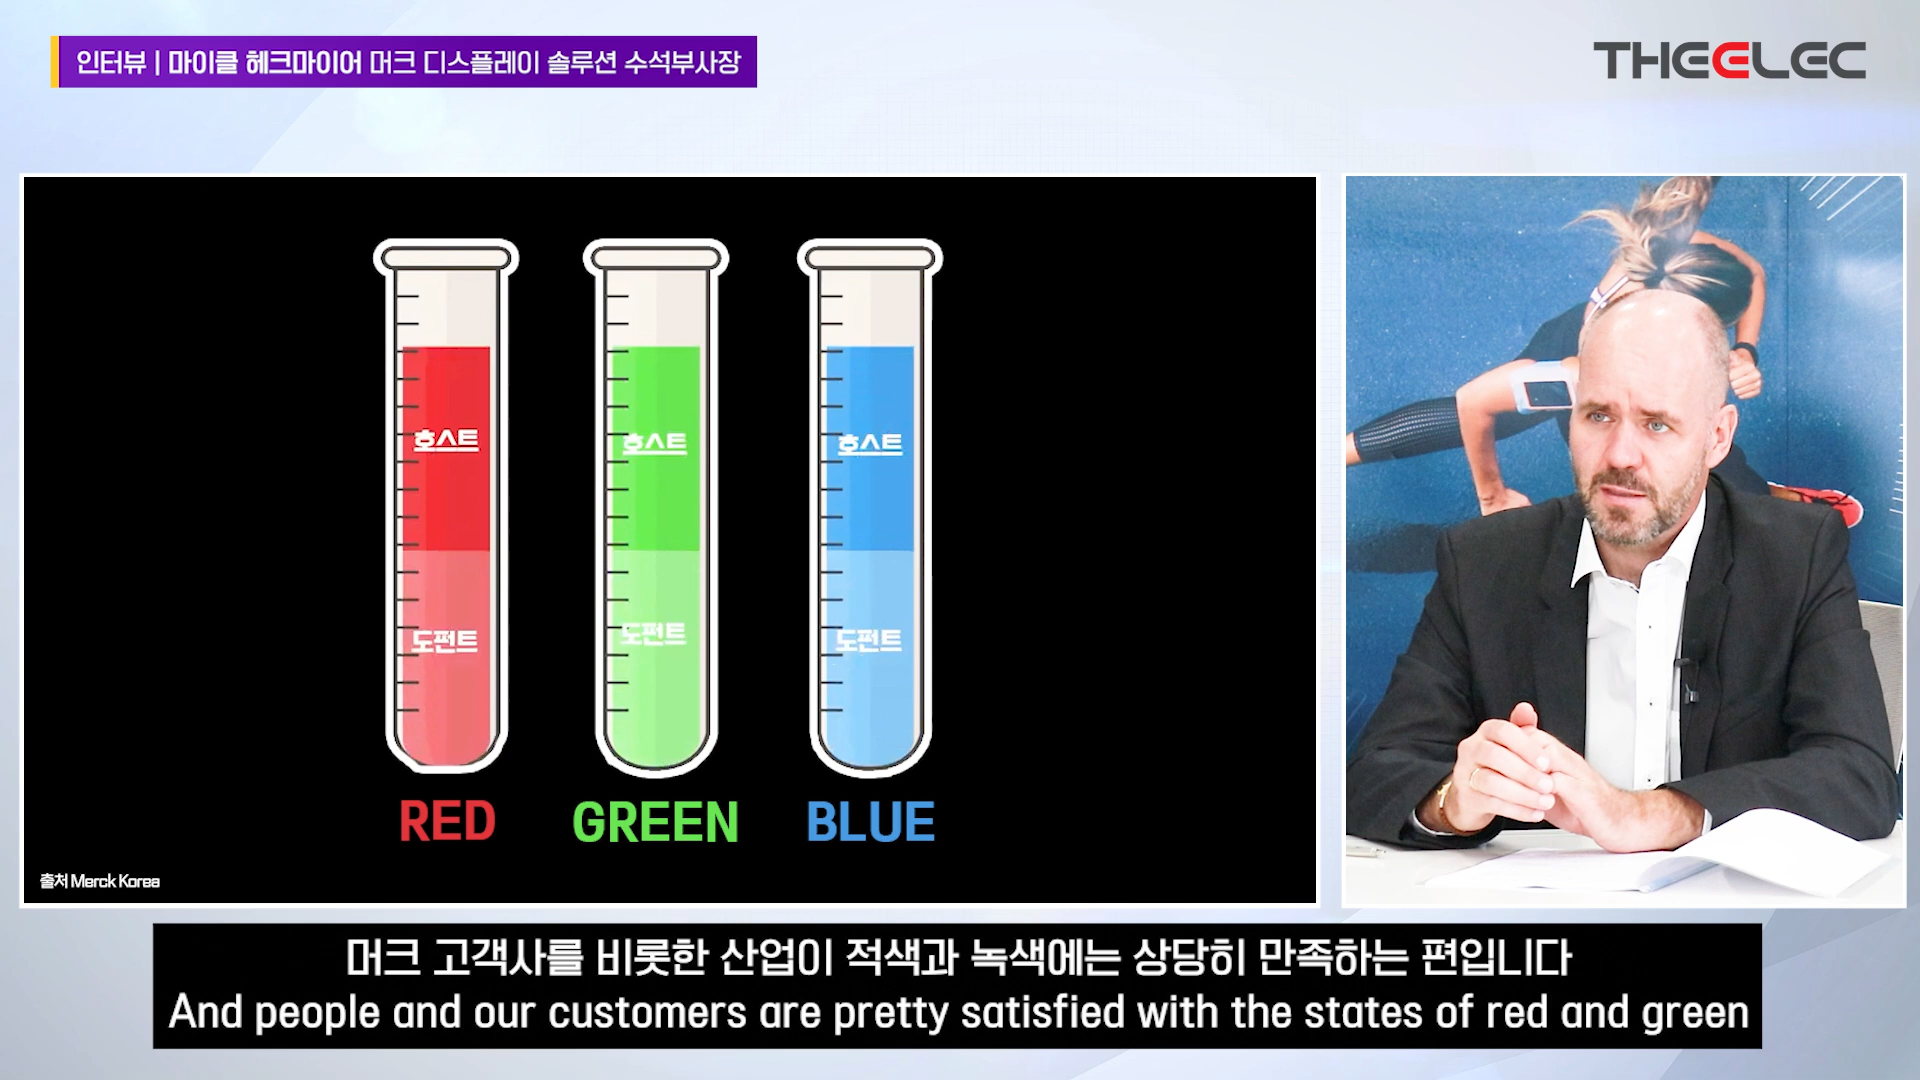 인터뷰 | 마이클 헤크마이어 머크 디스플레이 솔루션 수석부사장
THEELEC
호스트
호스트
호스트
도펀트
도펀트
도펀트
RED
GREEN
BLUE
출처 Merck Korea
머크 고객사를 비롯한 산업이 적색과 녹색에는 상당히 만족하는 편입니다
And people and our customers are pretty satisfied with the states of red and green